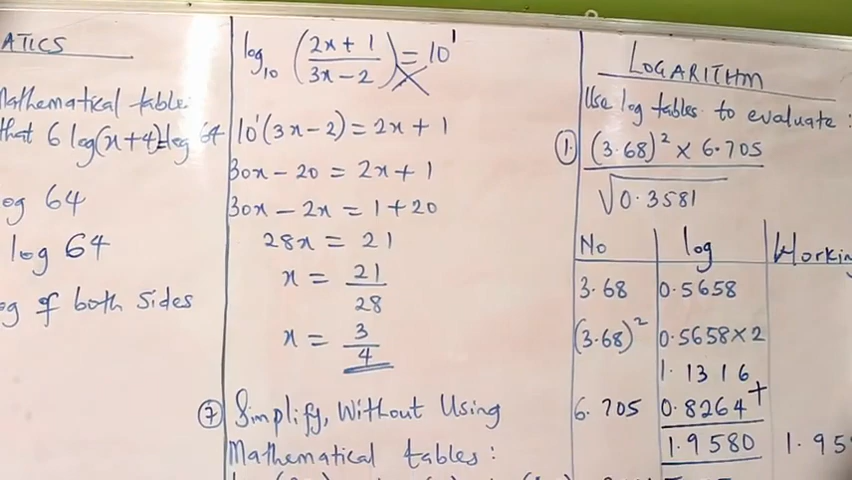 ATICS
Mathematical table
that 6 log(x+4)=log 64
og 64
log 64
og of both sides
log₁₀ (2x + 1 / 3x - 2) = 10¹
10¹(3x - 2) = 2x + 1
30x - 20 = 2x + 1
30x - 2x = 1 + 20
28x = 21
x = 21/28
x = 3/4
⑦ Simplify, Without Using
Mathematical tables:
LOGARITHM
Use log tables to evaluate:
①. (3.68)² × 6.705
√0.3581
No log Workin
3.68 0.5658
(3.68)² 0.5658×2
1.1316
6.705 0.8264 +
1.9580 1.95